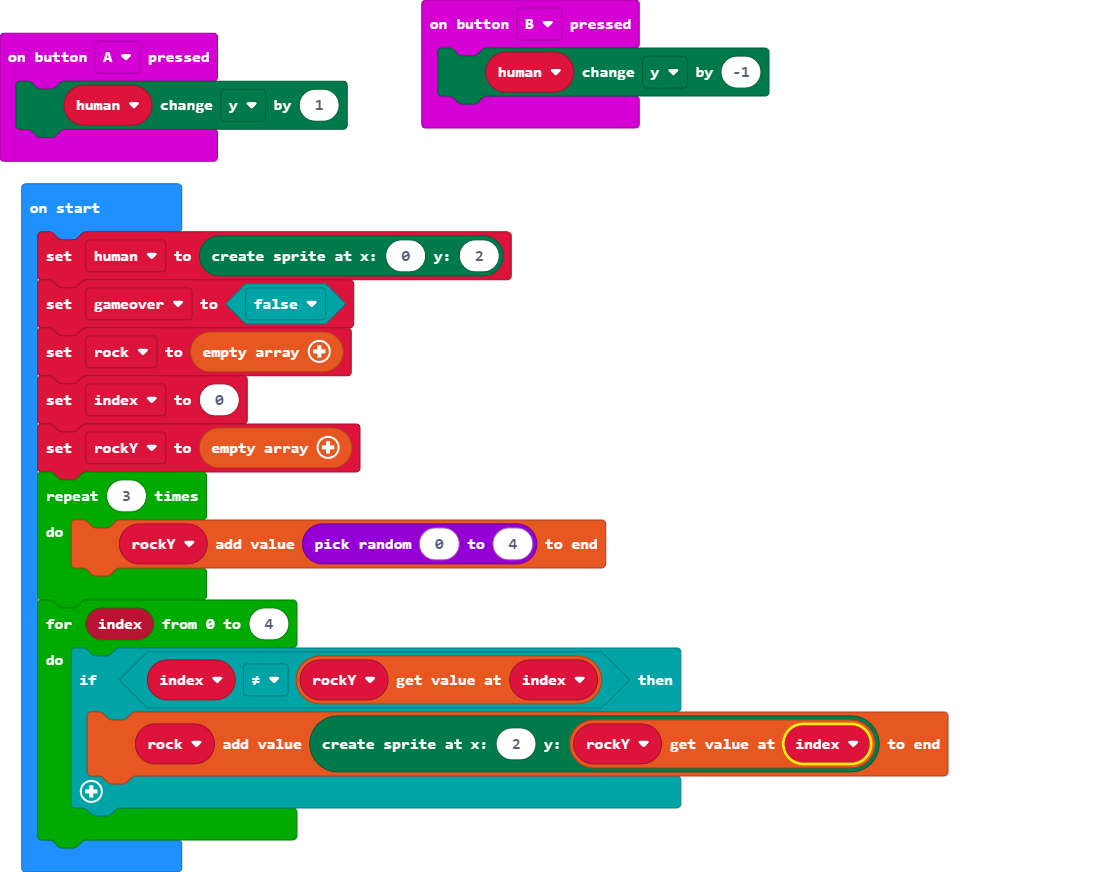 on button A pressed
human change y by 1
on button B pressed
human change y by -1
on start
set human to create sprite at x: 0 y: 2
set gameover to false
set rock to empty array
set index to 0
set rockY to empty array
repeat 3 times
do
rockY add value pick random 0 to 4 to end
for index from 0 to 4
do
if index ≠ rockY get value at index then
rock add value create sprite at x: 2 y: rockY get value at index to end